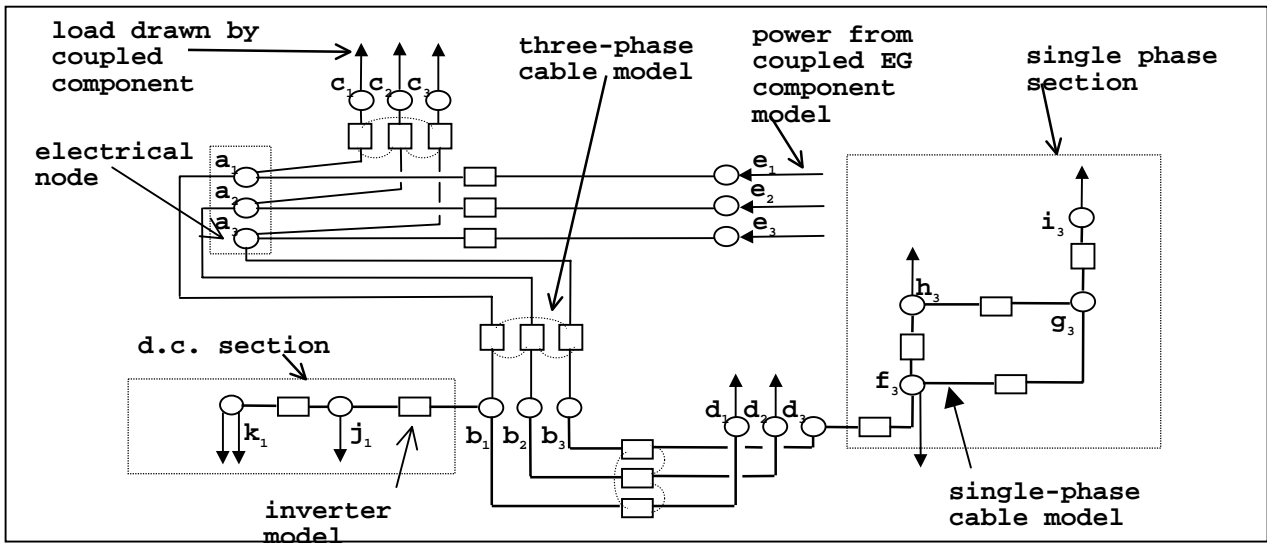 load drawn by
coupled
component
three-phase
cable model
power from
coupled EG
component
model
single phase
section
c₁ c₂ c₃
electrical
node
a₁
a₂
a₃
e₁
e₂
e₃
i₃
h₃
g₃
f₃
d.c. section
k₁
j₁
b₁ b₂ b₃
d₁ d₂ d₃
inverter
model
single-phase
cable model